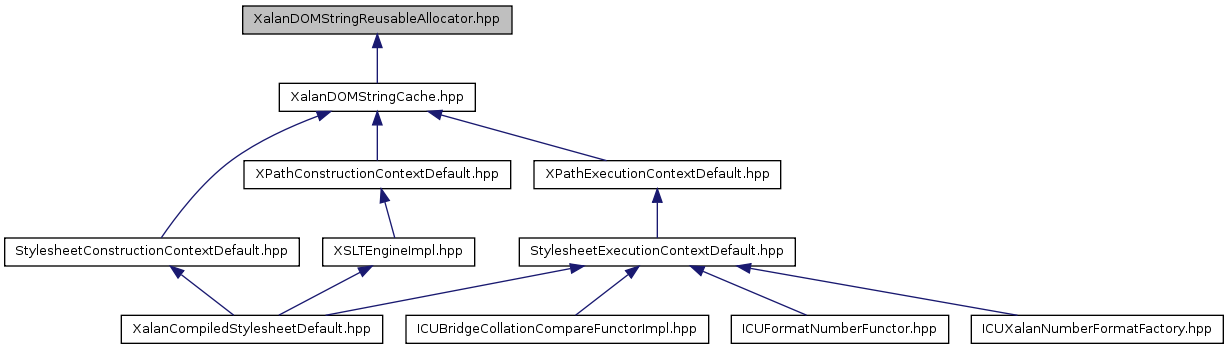 XalanDOMStringReusableAllocator.hpp
XalanDOMStringCache.hpp
XPathConstructionContextDefault.hpp
XPathExecutionContextDefault.hpp
StylesheetConstructionContextDefault.hpp
XSLTEngineImpl.hpp
StylesheetExecutionContextDefault.hpp
XalanCompiledStylesheetDefault.hpp
ICUBridgeCollationCompareFunctorImpl.hpp
ICUFormatNumberFunctor.hpp
ICUXalanNumberFormatFactory.hpp